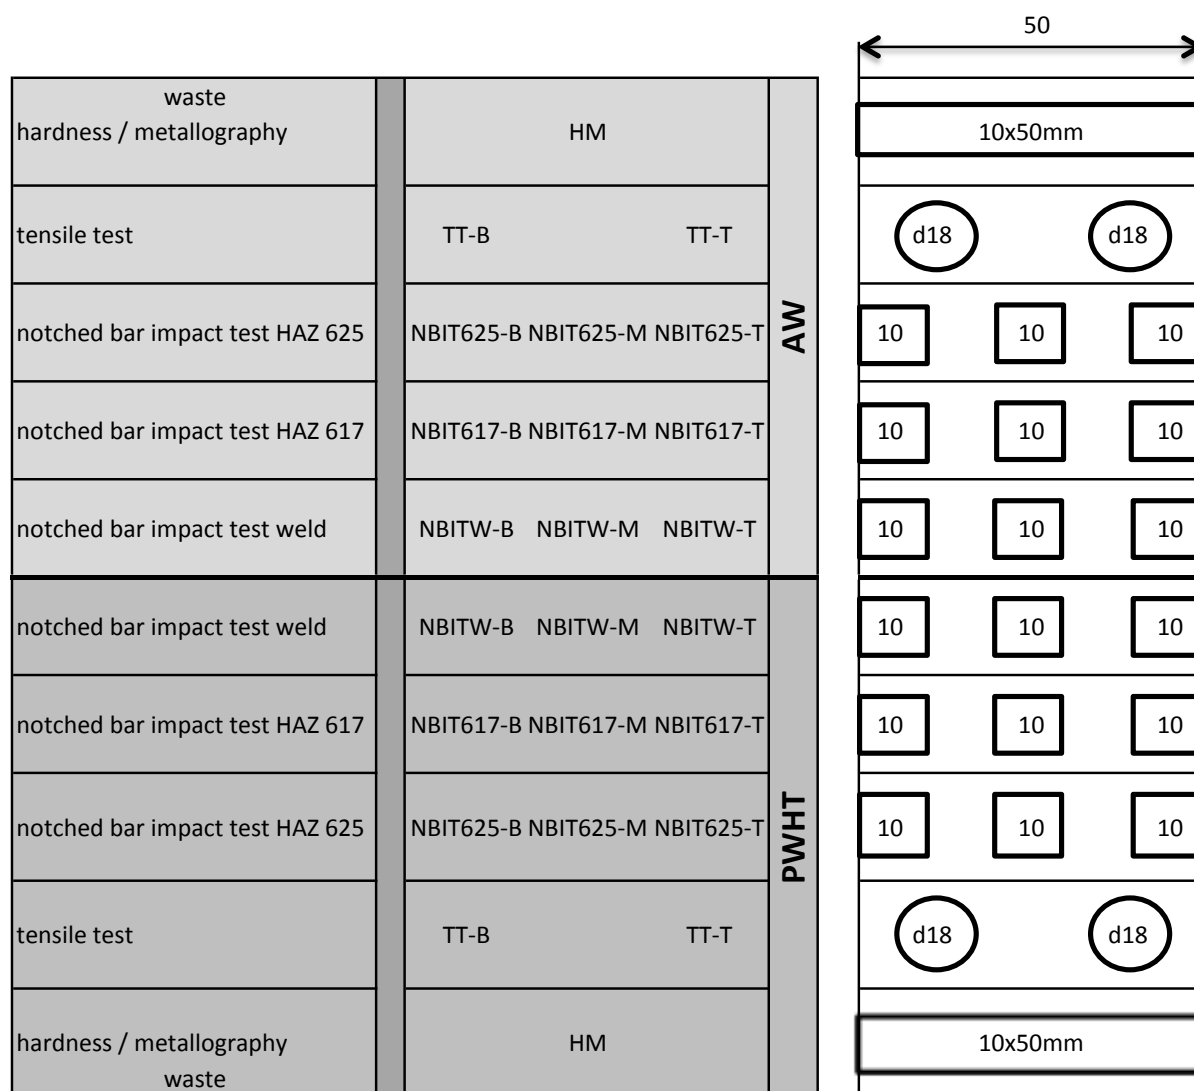 50
waste
hardness / metallography HM 10x50mm
tensile test TT-B TT-T d18 d18
notched bar impact test HAZ 625 NBIT625-B NBIT625-M NBIT625-T 10 10 10
AW
notched bar impact test HAZ 617 NBIT617-B NBIT617-M NBIT617-T 10 10 10
notched bar impact test weld NBITW-B NBITW-M NBITW-T 10 10 10
notched bar impact test weld NBITW-B NBITW-M NBITW-T 10 10 10
notched bar impact test HAZ 617 NBIT617-B NBIT617-M NBIT617-T 10 10 10
notched bar impact test HAZ 625 NBIT625-B NBIT625-M NBIT625-T 10 10 10
PWHT
tensile test TT-B TT-T d18 d18
hardness / metallography HM 10x50mm
waste